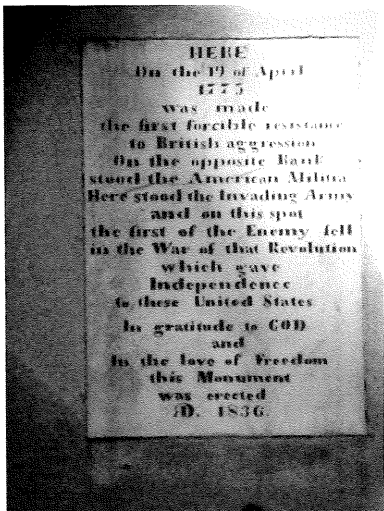 HERE
On the 19 of April
1775
was made
the first forcible resistance
to British aggression
On the opposite Bank
stood the American Militia
Here stood the Invading Army
and on this spot
the first of the Enemy fell
in the War of that Revolution
which gave
Independence
to these United States
In gratitude to GOD
and
In the love of Freedom
this Monument
was erected
AD. 1836.